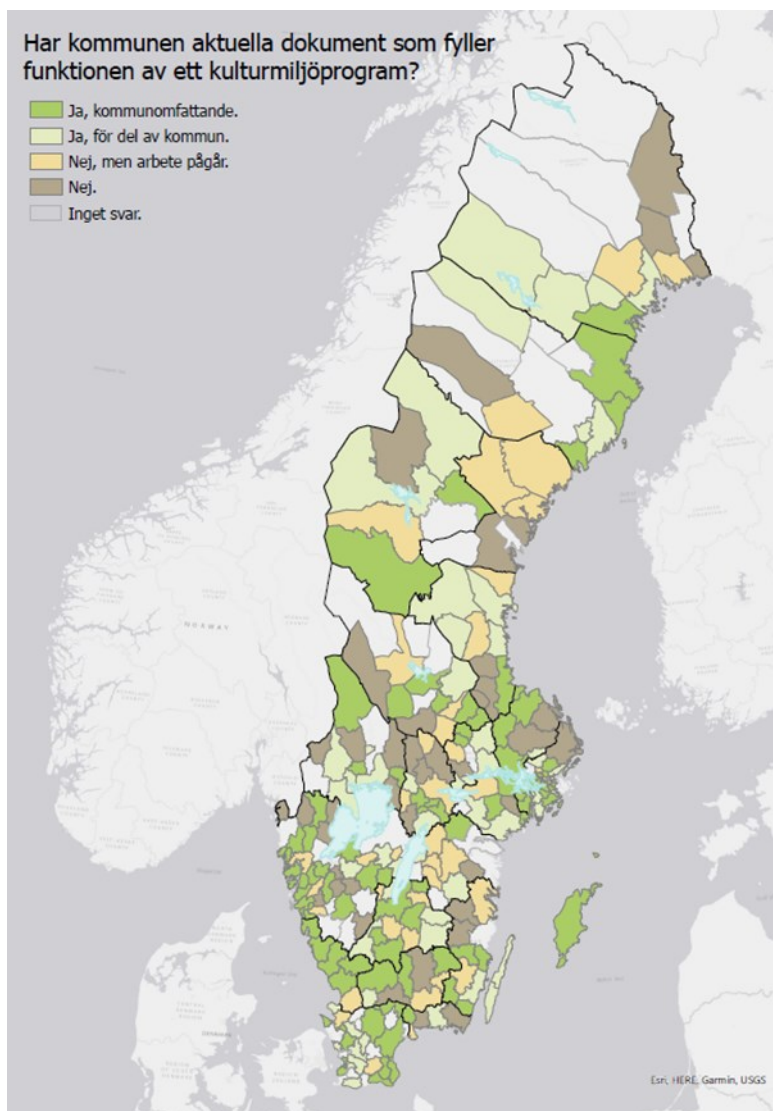 Har kommunen aktuella dokument som fyller
funktionen av ett kulturmiljöprogram?
Ja, kommunomfattande.
Ja, för del av kommun.
Nej, men arbete pågår.
Nej.
Inget svar.
NORWAY
Esri, HERE, Garmin, USGS